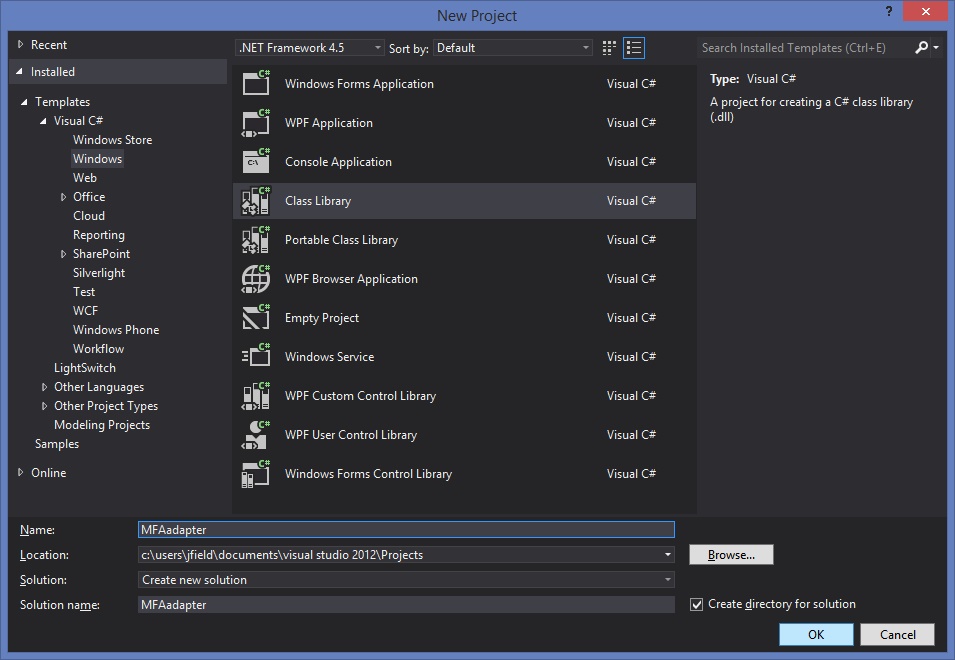 New Project
?
Recent
Installed
Templates
Visual C#
Windows Store
Windows
Web
Office
Cloud
Reporting
SharePoint
Silverlight
Test
WCF
Windows Phone
Workflow
LightSwitch
Other Languages
Other Project Types
Modeling Projects
Samples
Online
.NET Framework 4.5 Sort by: Default
C# Windows Forms Application Visual C#
C# WPF Application Visual C#
C# C:\ Console Application Visual C#
C# Class Library Visual C#
C# Portable Class Library Visual C#
C# WPF Browser Application Visual C#
C# Empty Project Visual C#
C# Windows Service Visual C#
C# WPF Custom Control Library Visual C#
C# WPF User Control Library Visual C#
C# Windows Forms Control Library Visual C#
Search Installed Templates (Ctrl+E)
Type: Visual C#
A project for creating a C# class library
(.dll)
Name: MFAadapter
Location: c:\users\jfield\documents\visual studio 2012\Projects Browse...
Solution: Create new solution
Solution name: MFAadapter Create directory for solution
OK Cancel